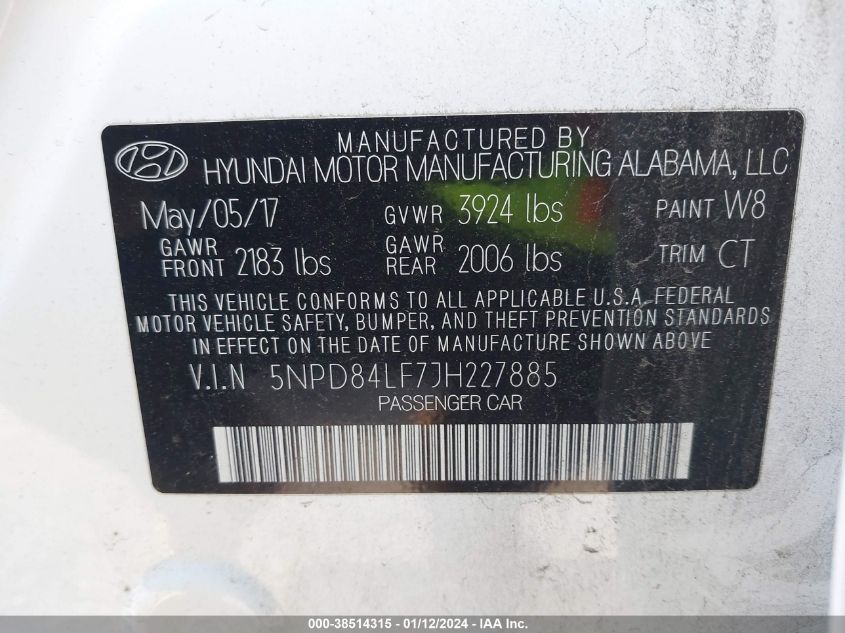 MANUFACTURED BY
HYUNDAI MOTOR MANUFACTURING ALABAMA, LLC
May/05/17 GVWR 3924 lbs PAINT W8
GAWR FRONT 2183 lbs GAWR REAR 2006 lbs TRIM CT
THIS VEHICLE CONFORMS TO ALL APPLICABLE U.S.A. FEDERAL
MOTOR VEHICLE SAFETY, BUMPER, AND THEFT PREVENTION STANDARDS
IN EFFECT ON THE DATE OF MANUFACTURE SHOWN ABOVE
V.I.N 5NPD84LF7JH227885
PASSENGER CAR
000-38514315 - 01/12/2024 - IAA Inc.